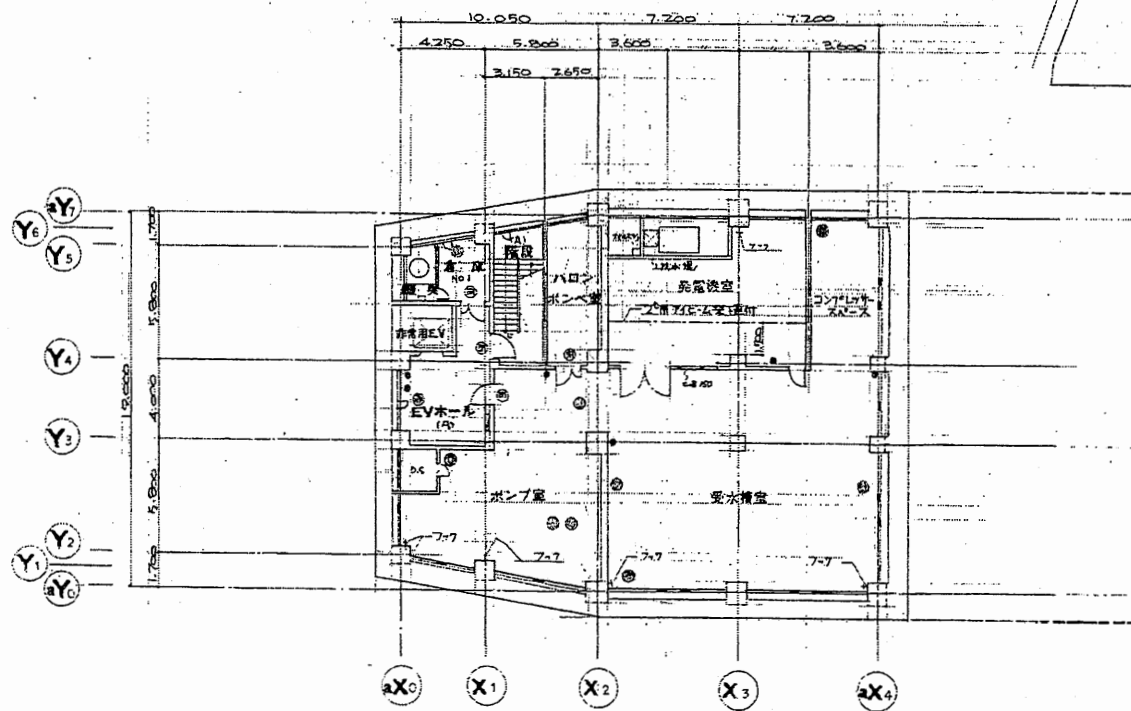 10.050 7.200 7.200
4.250 5.800 3.600 3.600
3.150 2.650
aY7
Y6
Y5
Y4
Y3
Y2
Y1
aY0
1.700
5.800
4.000
5.800
1.700
19.000
(A)
階段
倉庫
NO1
ハロン
ボンベ室
発電機室
コンプレッサー
スペース
フック
非常用EV
EVホール
(A)
D.S
ポンプ室
受水槽室
フック
フック
フック
フック
aX0 X1 X2 X3 aX4